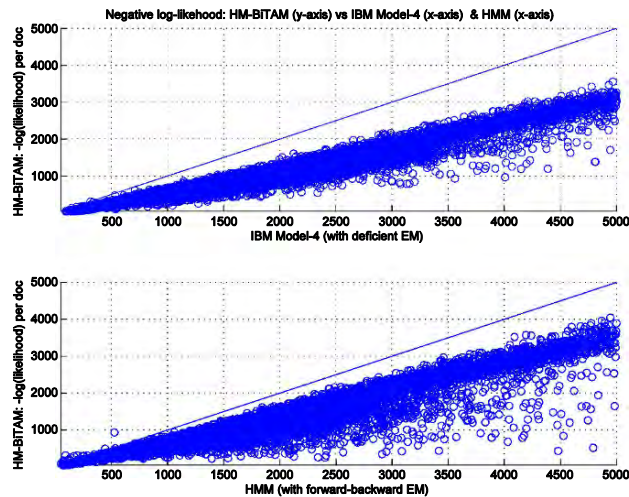 Negative log-likehood: HM-BiTAM (y-axis) vs IBM Model-4 (x-axis) & HMM (x-axis)
HM-BiTAM: -log(likelihood) per doc
5000
4000
3000
2000
1000
500 1000 1500 2000 2500 3000 3500 4000 4500 5000
IBM Model-4 (with deficient EM)
HM-BiTAM: -log(likelihood) per doc
5000
4000
3000
2000
1000
500 1000 1500 2000 2500 3000 3500 4000 4500 5000
HMM (with forward-backward EM)